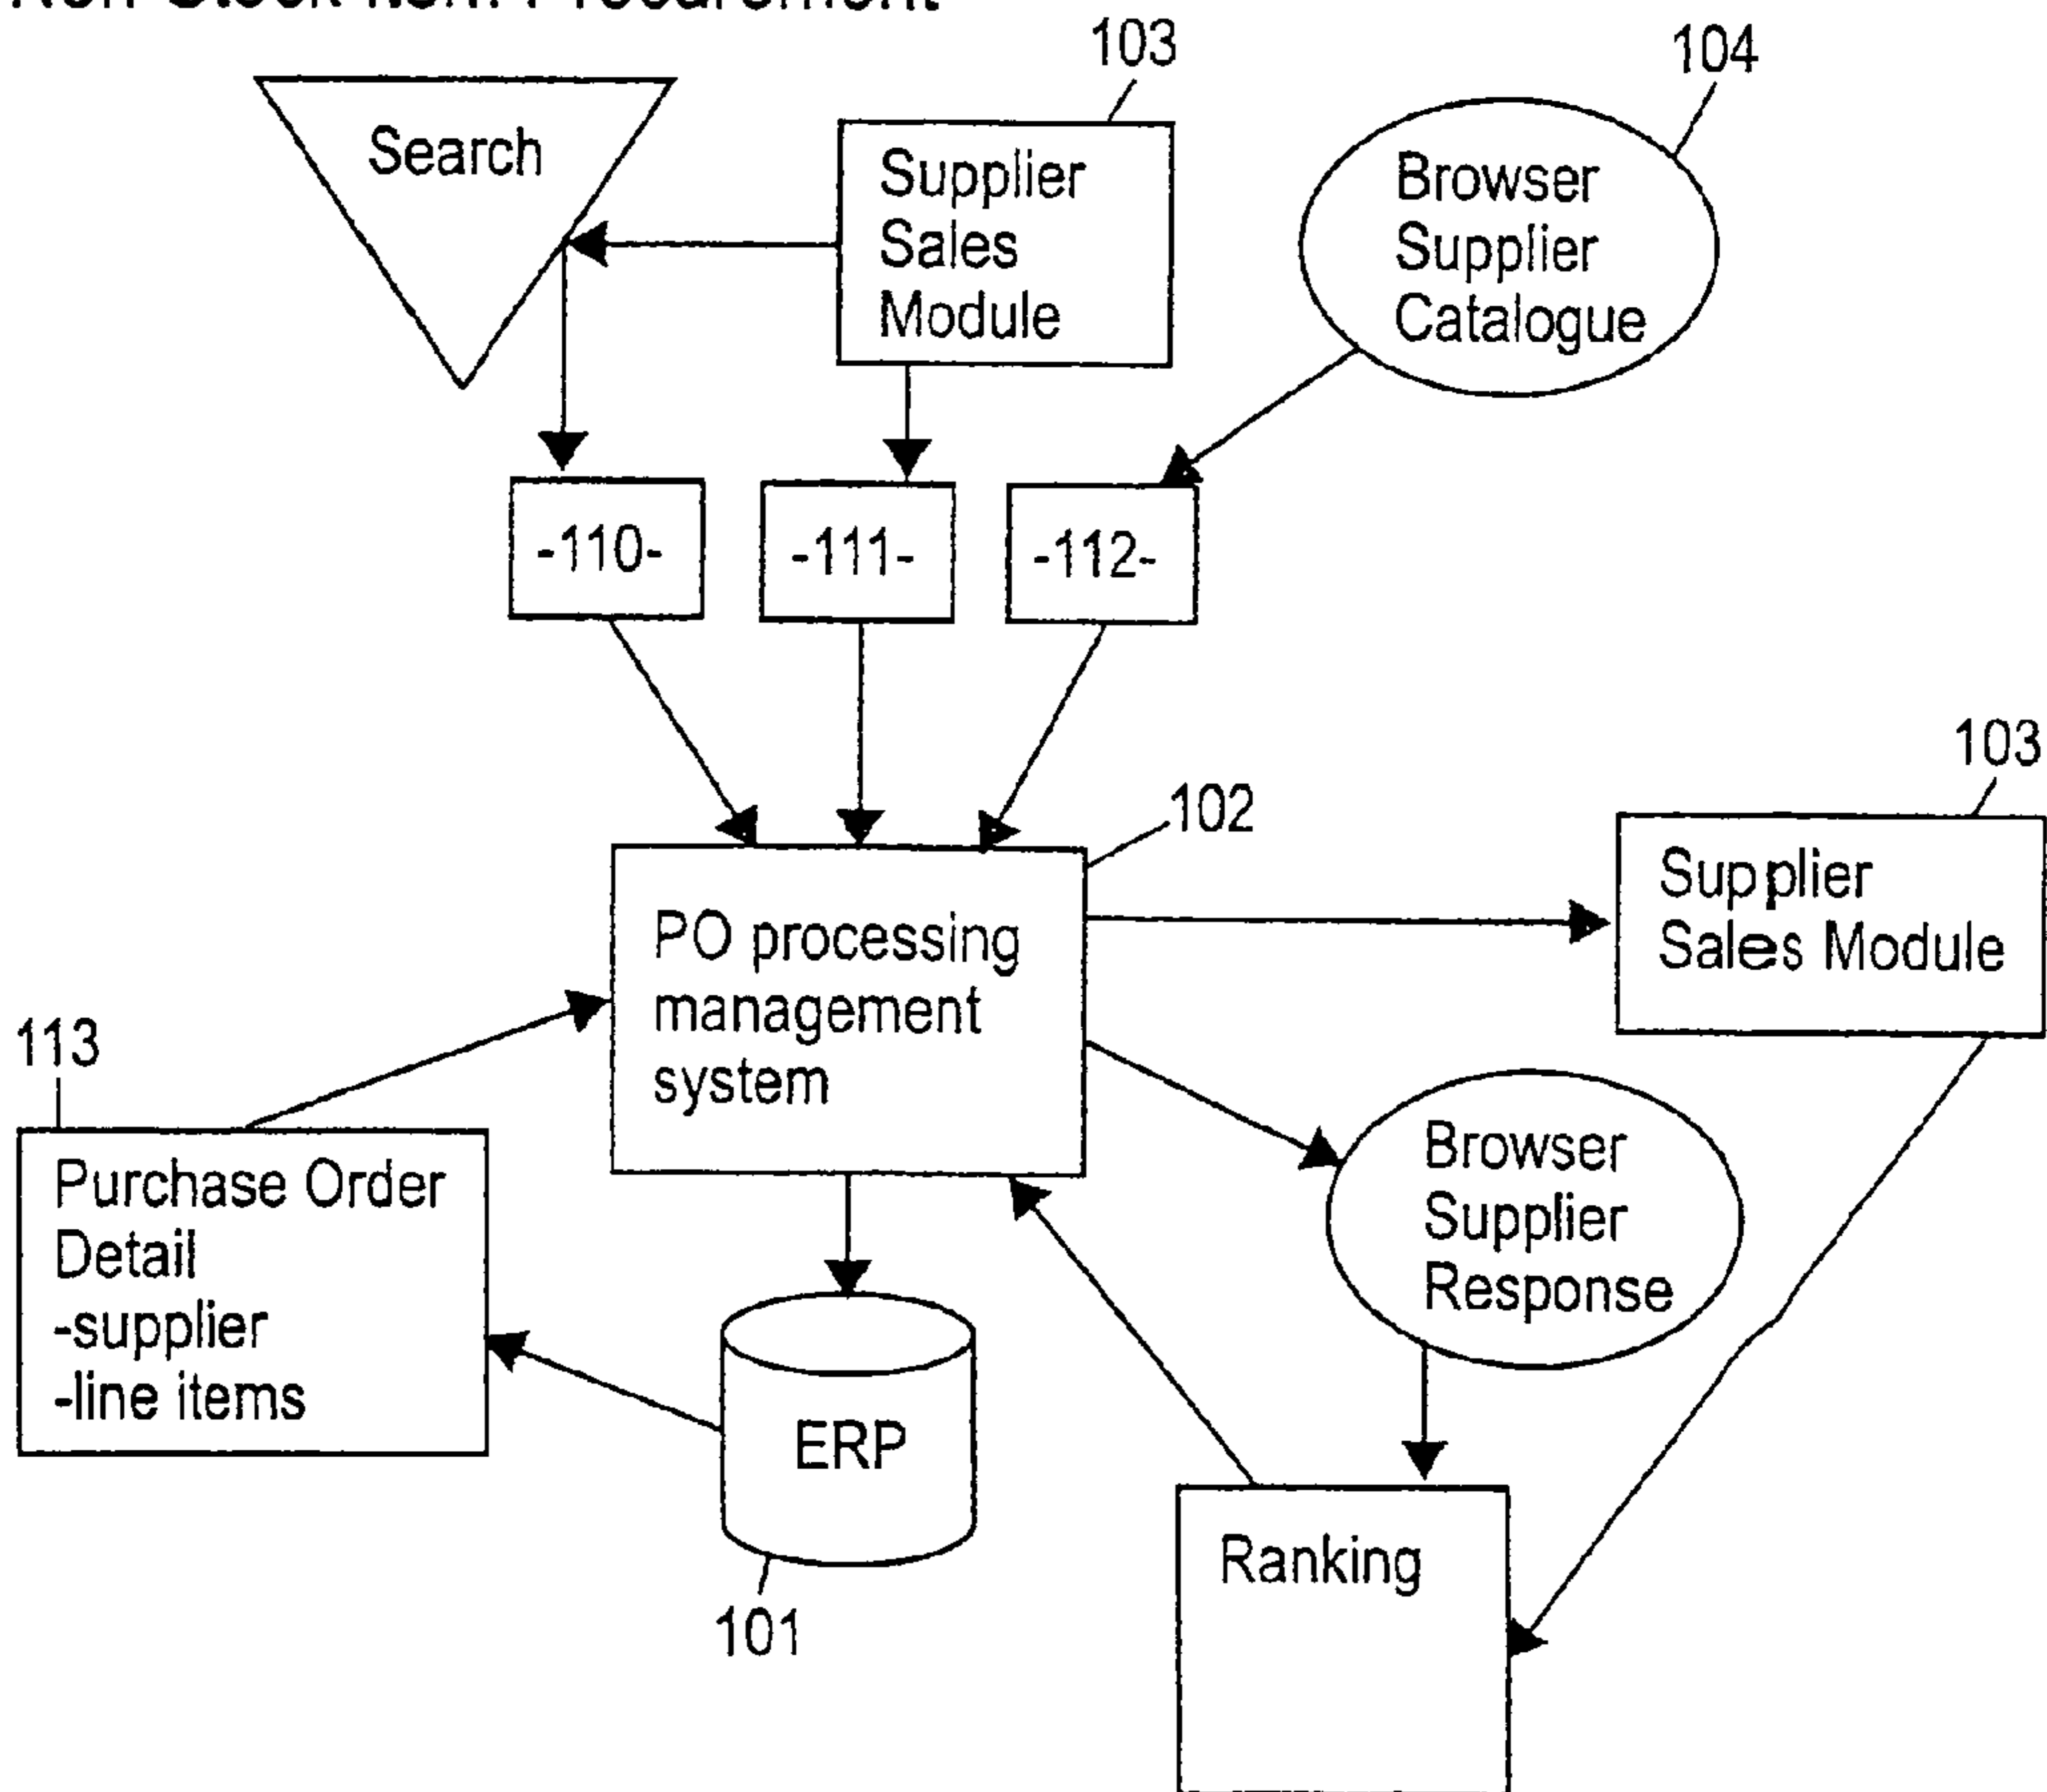 Procurement
103
104
Search
Supplier
Sales
Module
Browser
Supplier
Catalogue
-110-
-111-
-112-
103
102
Supplier
Sales Module
PO processing
management
system
113
Purchase Order
Detail
-supplier
-line items
Browser
Supplier
Response
ERP
Ranking
101